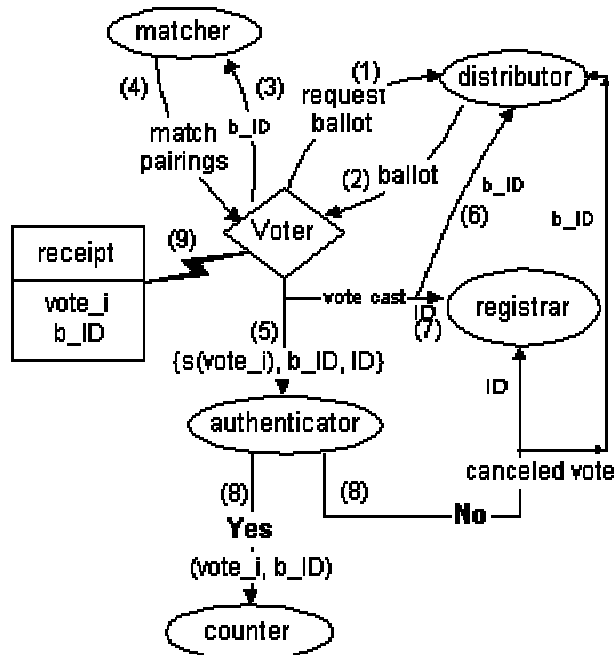 matcher
(4)
(3)
(1)
distributor
request
ballot
match
pairings
b_ID
(2)
ballot
b_ID
(6)
b_ID
Voter
(9)
receipt
vote_i
b_ID
vote cast
ID
(7)
registrar
(5)
{s(vote_i), b_ID, ID}
ID
authenticator
canceled vote
(8)
(8)
Yes
No
(vote_i, b_ID)
counter